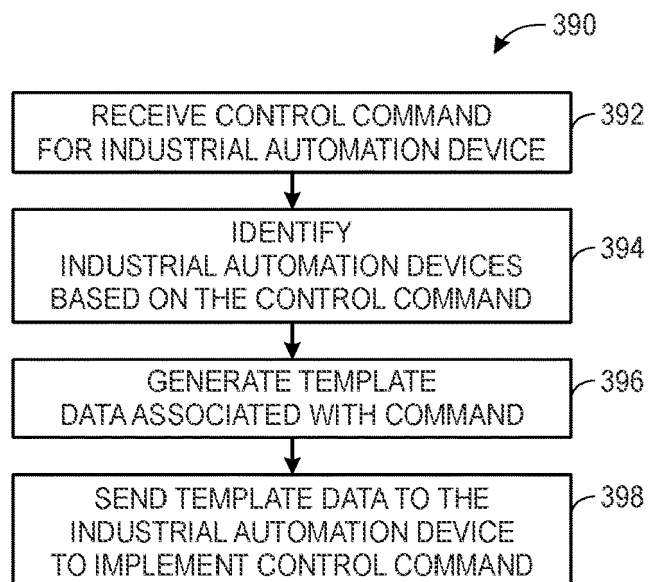 390
RECEIVE CONTROL COMMAND
FOR INDUSTRIAL AUTOMATION DEVICE
392
IDENTIFY
INDUSTRIAL AUTOMATION DEVICES
BASED ON THE CONTROL COMMAND
394
GENERATE TEMPLATE
DATA ASSOCIATED WITH COMMAND
396
SEND TEMPLATE DATA TO THE
INDUSTRIAL AUTOMATION DEVICE
TO IMPLEMENT CONTROL COMMAND
398